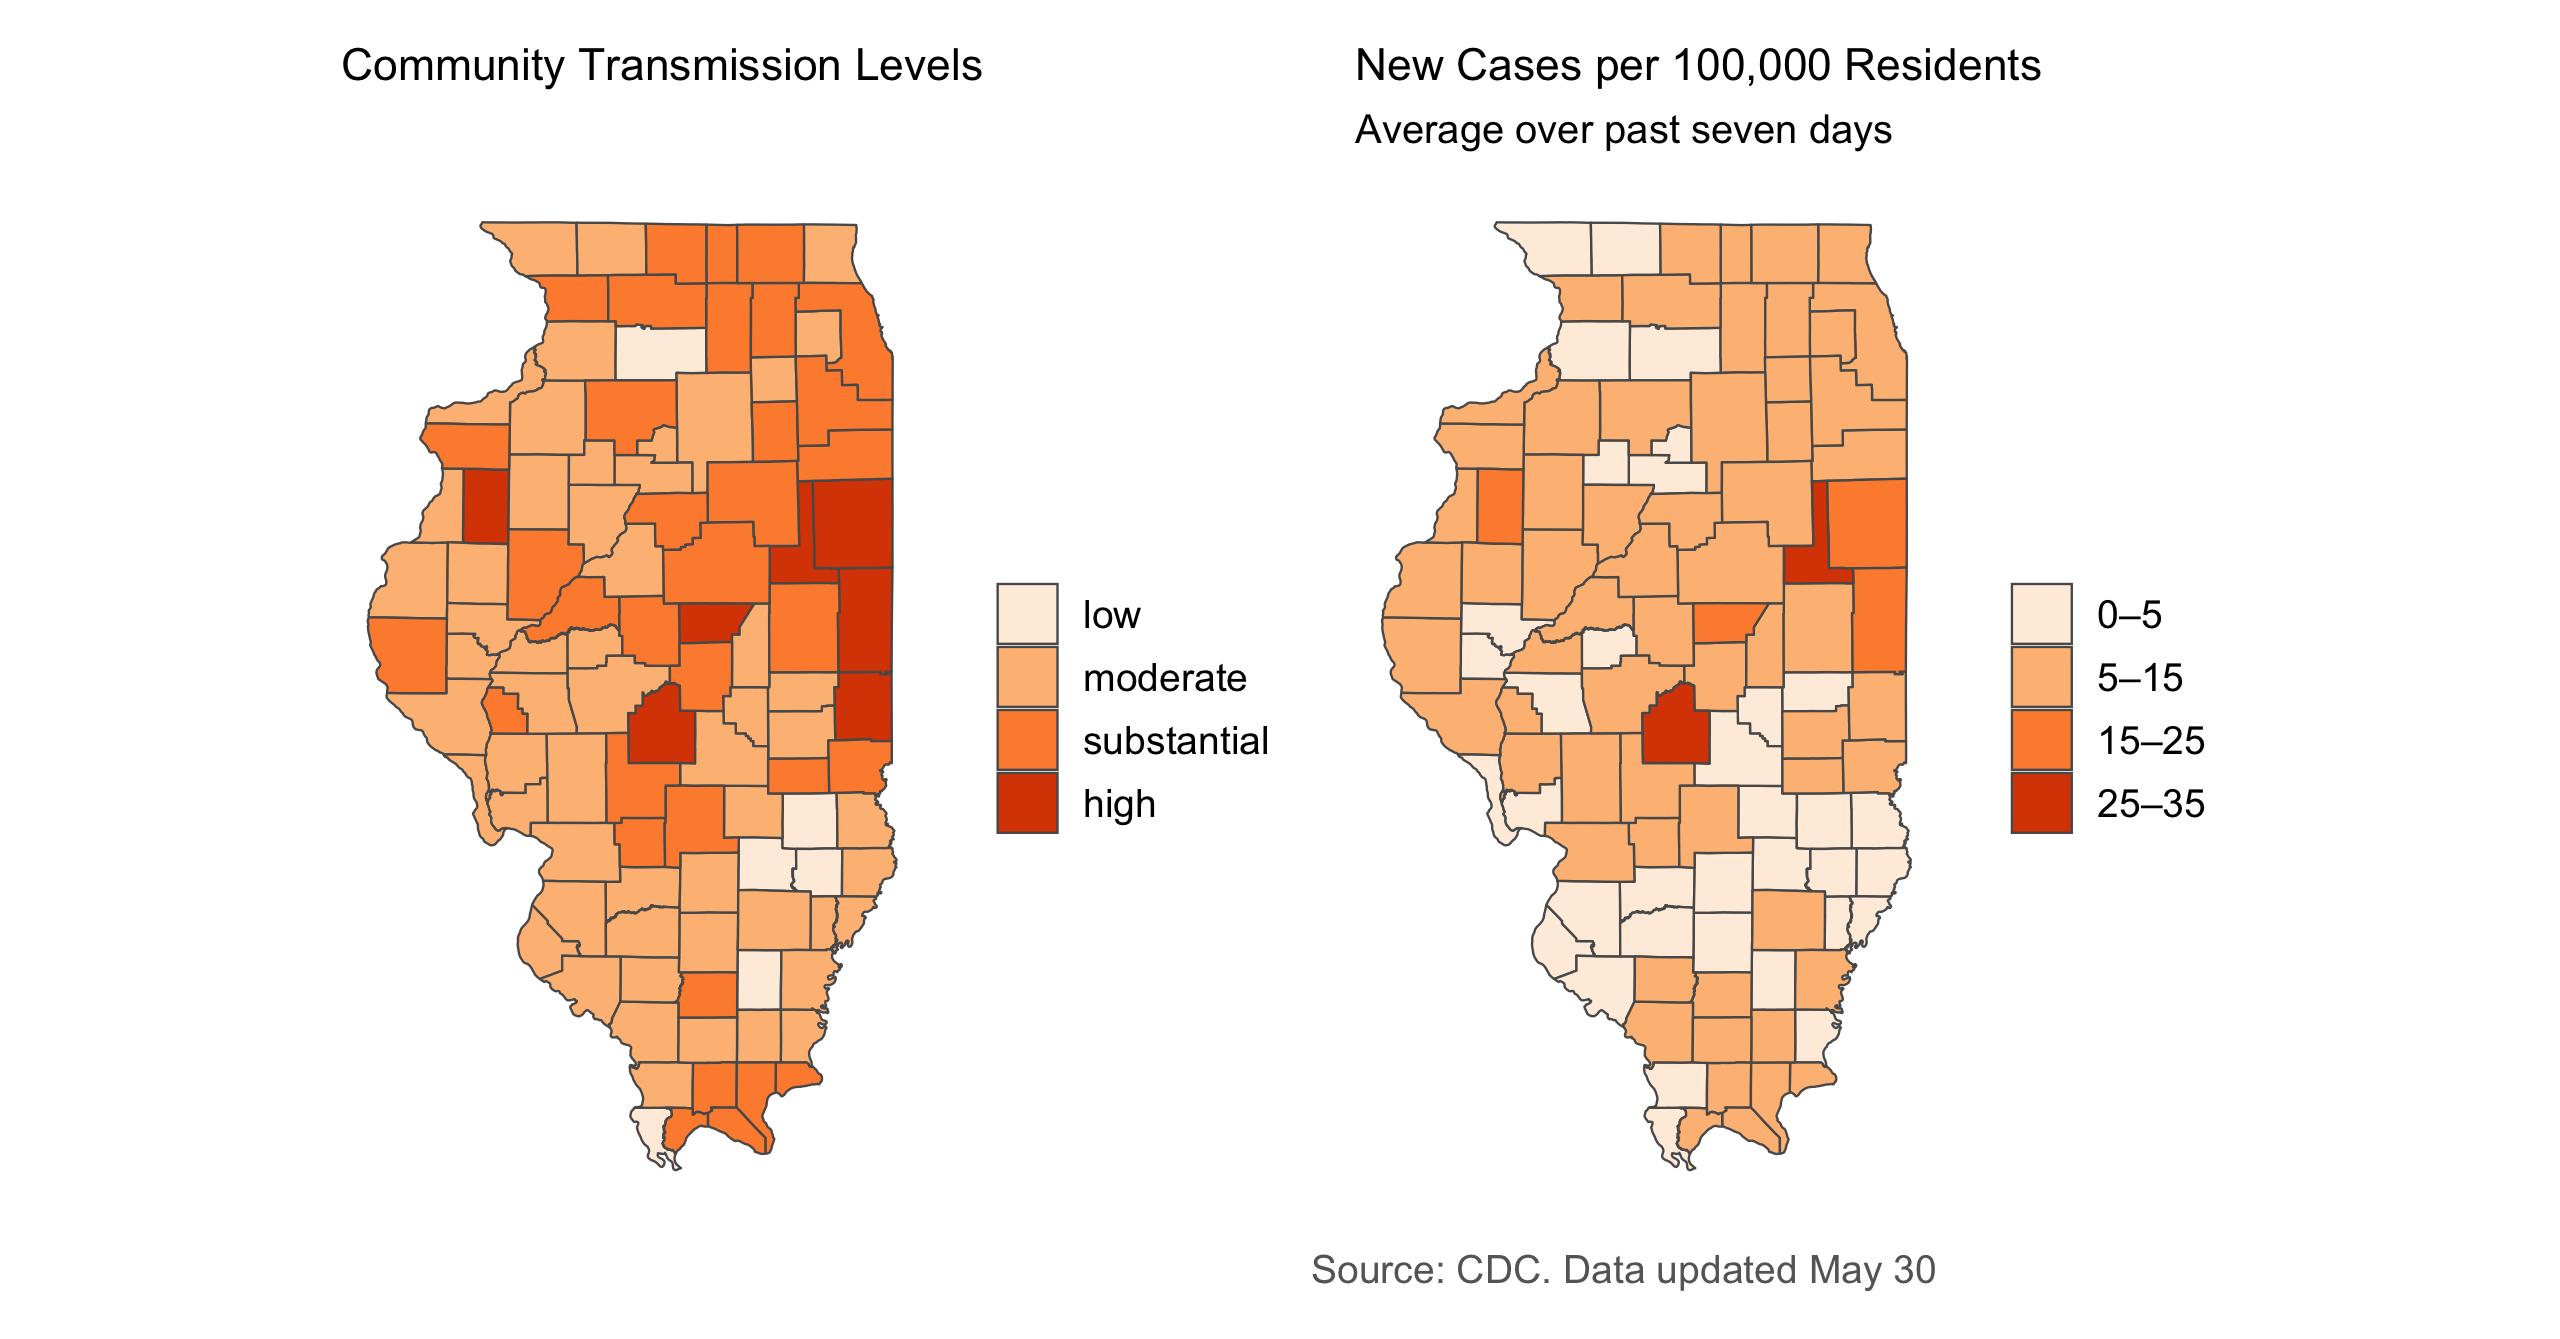 Community Transmission Levels
low
moderate
substantial
high
New Cases per 100,000 Residents
Average over past seven days
0–5
5–15
15–25
25–35
Source: CDC. Data updated May 30